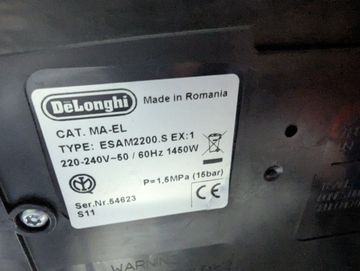 DeLonghi
Made in Romania
CAT. MA-EL
TYPE: ESAM2200.S EX:1
220-240V~50 / 60Hz 1450W
P=1,5MPa (15bar)
Ser.Nr.54623
S11
CE